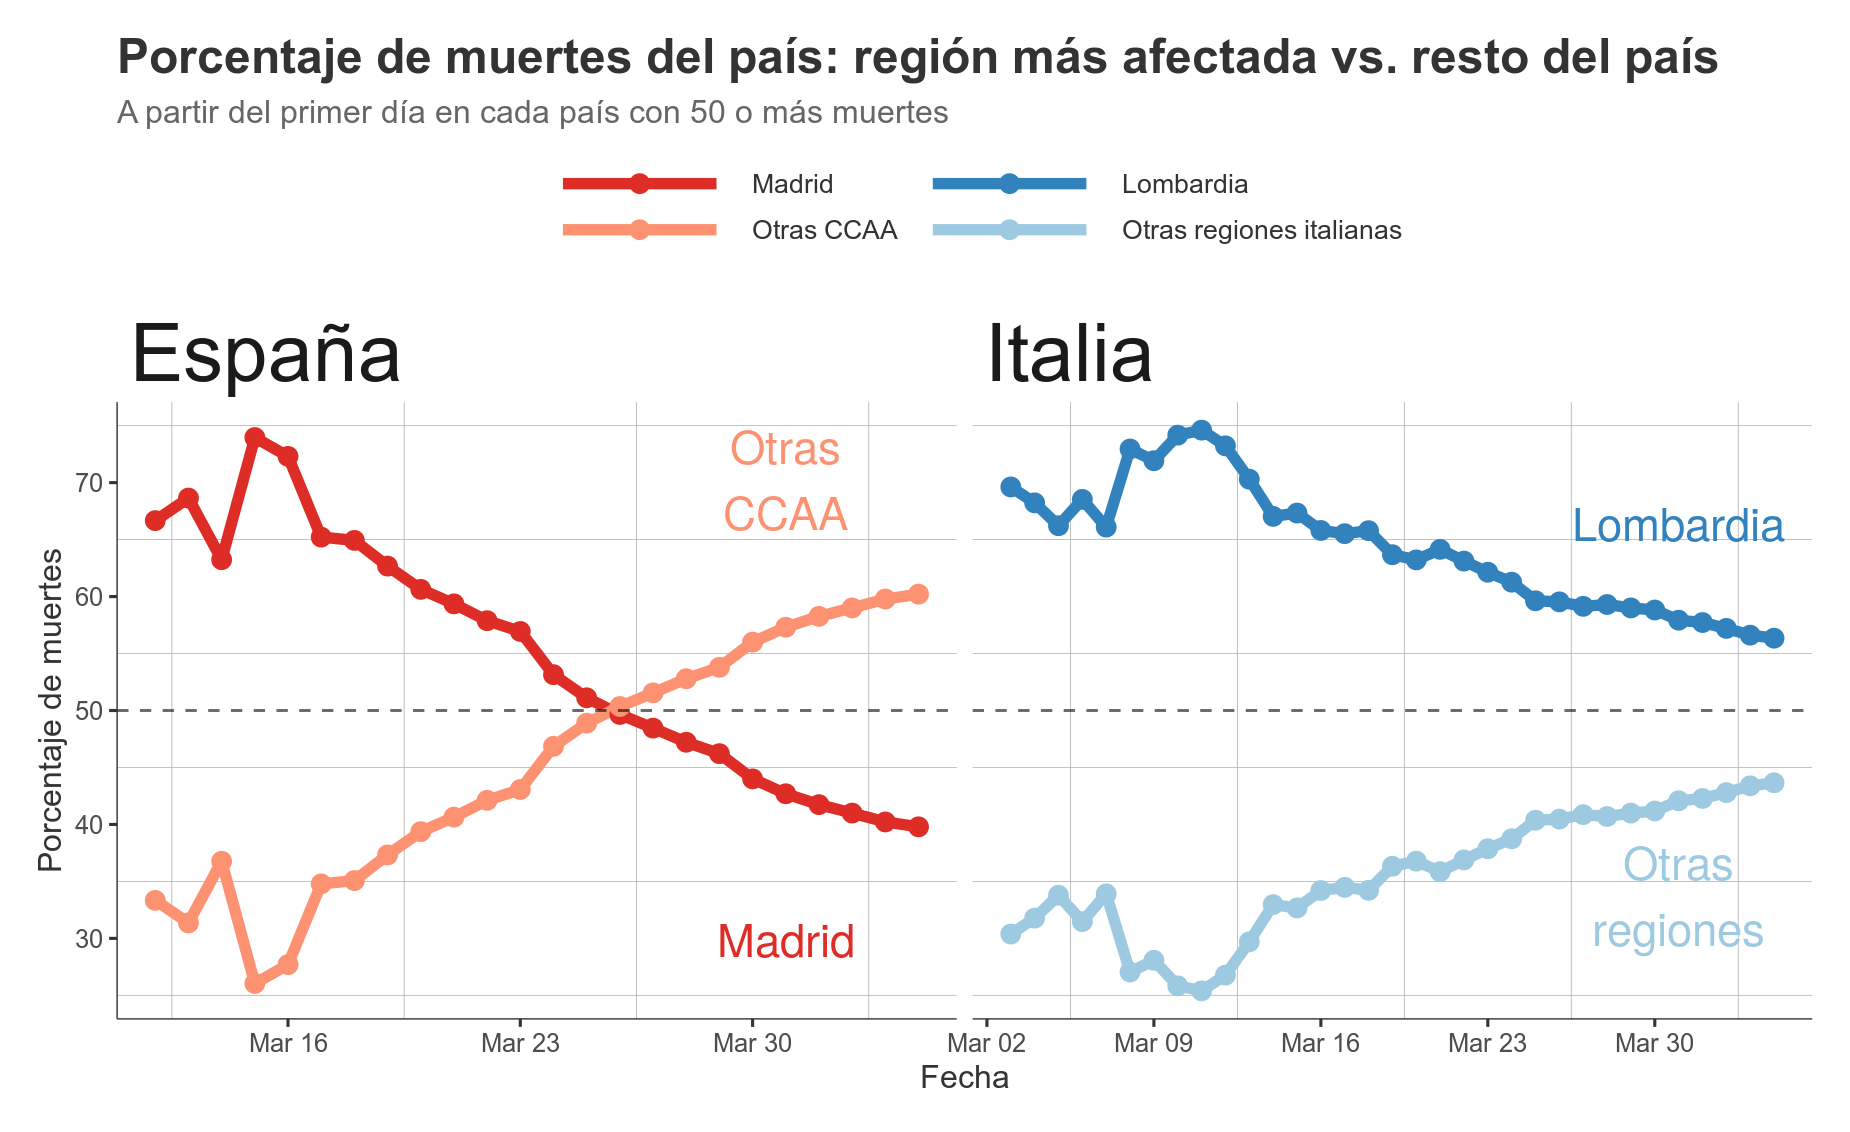 Porcentaje de muertes del país: región más afectada vs. resto del país
A partir del primer día en cada país con 50 o más muertes
Madrid
Otras CCAA
Lombardia
Otras regiones italianas
España
Italia
Porcentaje de muertes
70
60
50
40
30
Otras
CCAA
Madrid
Lombardia
Otras
regiones
Mar 16
Mar 23
Mar 30
Mar 02
Mar 09
Mar 16
Mar 23
Mar 30
Fecha